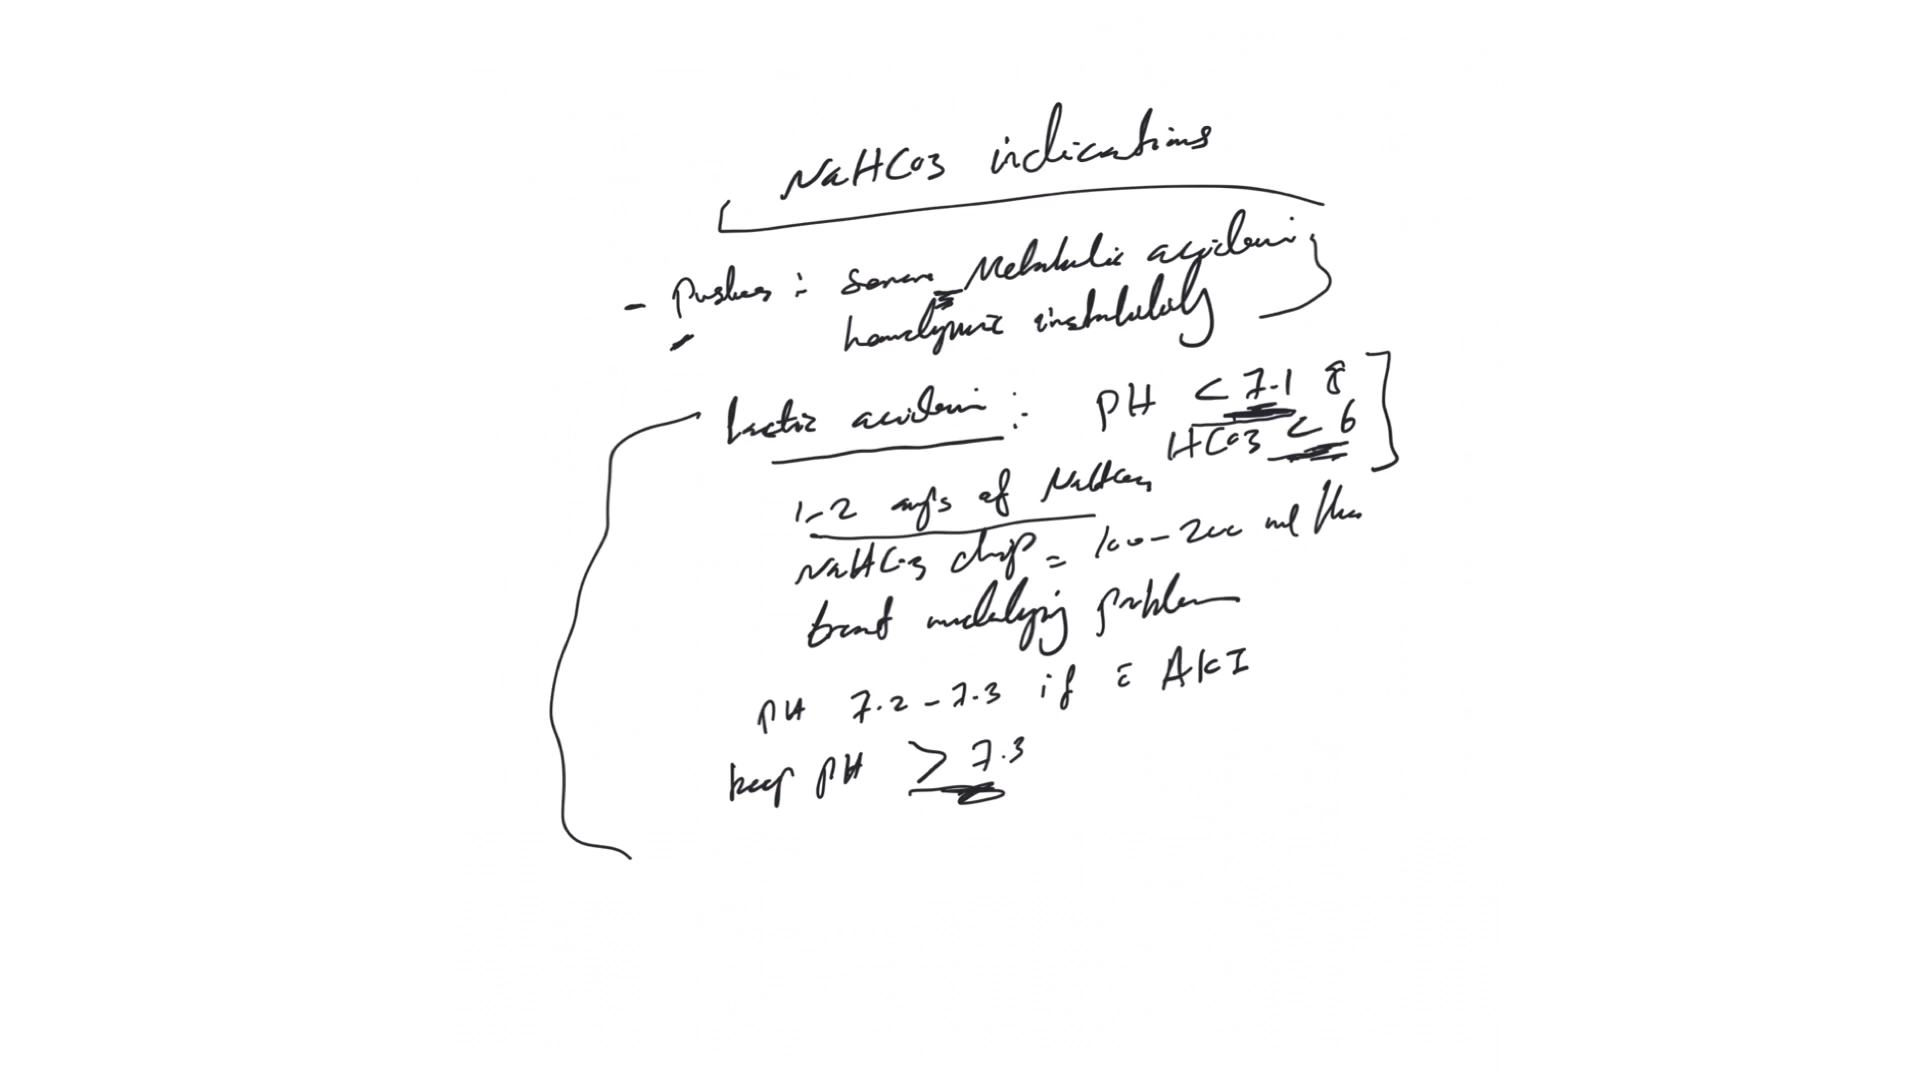 NaHCO3 indications
- Pushes : Severe Metabolic acidemia
hemodynamic instability
Lactic acidemia : PH < 7.1 &
HCO3 < 6
1-2 amps of NaHCO3
NaHCO3 drip = 100-200 ml/hr
treat underlying problem
PH 7.2 - 7.3 if c̄ AKI
keep PH ≥ 7.3